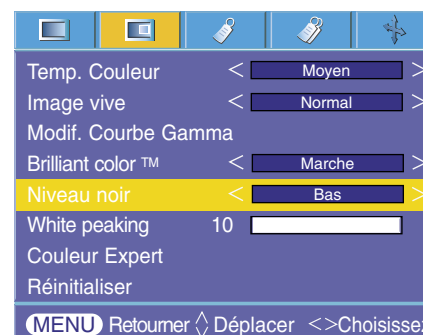 Temp. Couleur < Moyen >
Image vive < Normal >
Modif. Courbe Gamma
Brilliant color TM < Marche >
Niveau noir < Bas >
White peaking 10
Couleur Expert
Réinitialiser
MENU Retourner Déplacer <>Choisissez